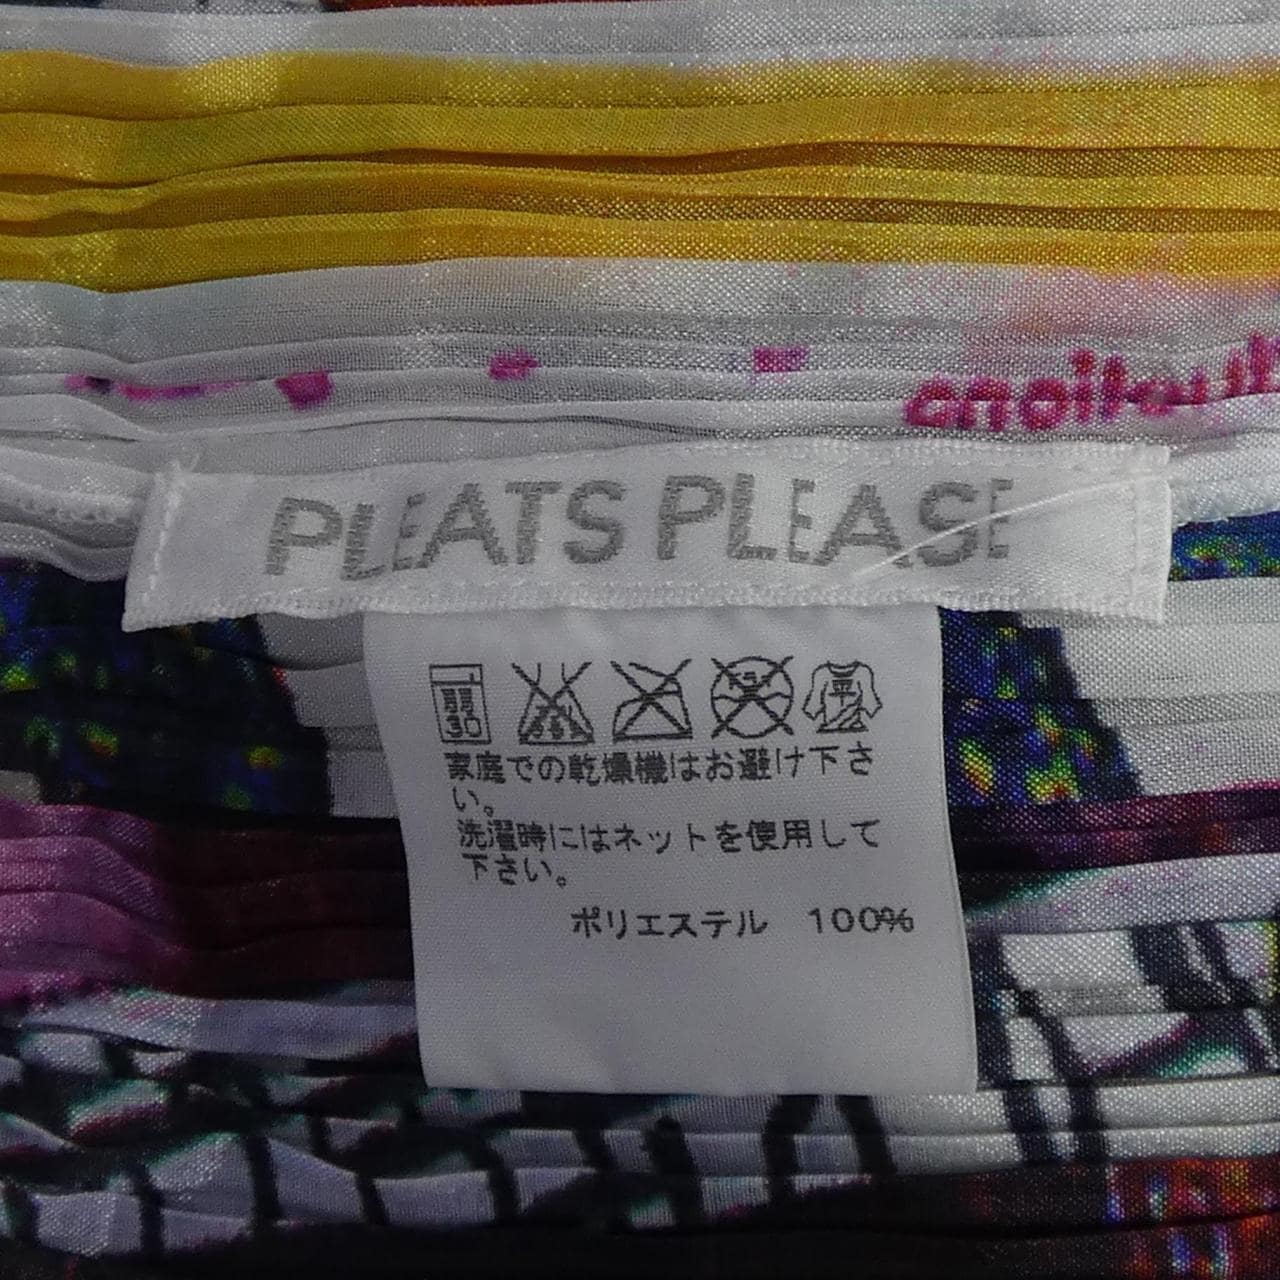 PLEATS PLEASE
弱
30
家庭での乾燥機はお避け下さ
い。
洗濯時にはネットを使用して
下さい。
ポリエステル 100%